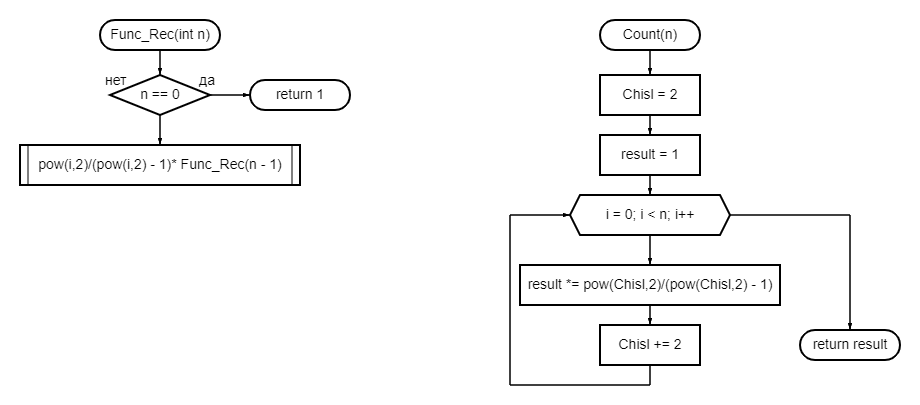 Func_Rec(int n)
нет
да
n == 0
return 1
pow(i,2)/(pow(i,2) - 1)* Func_Rec(n - 1)
Count(n)
Chisl = 2
result = 1
i = 0; i < n; i++
result *= pow(Chisl,2)/(pow(Chisl,2) - 1)
Chisl += 2
return result